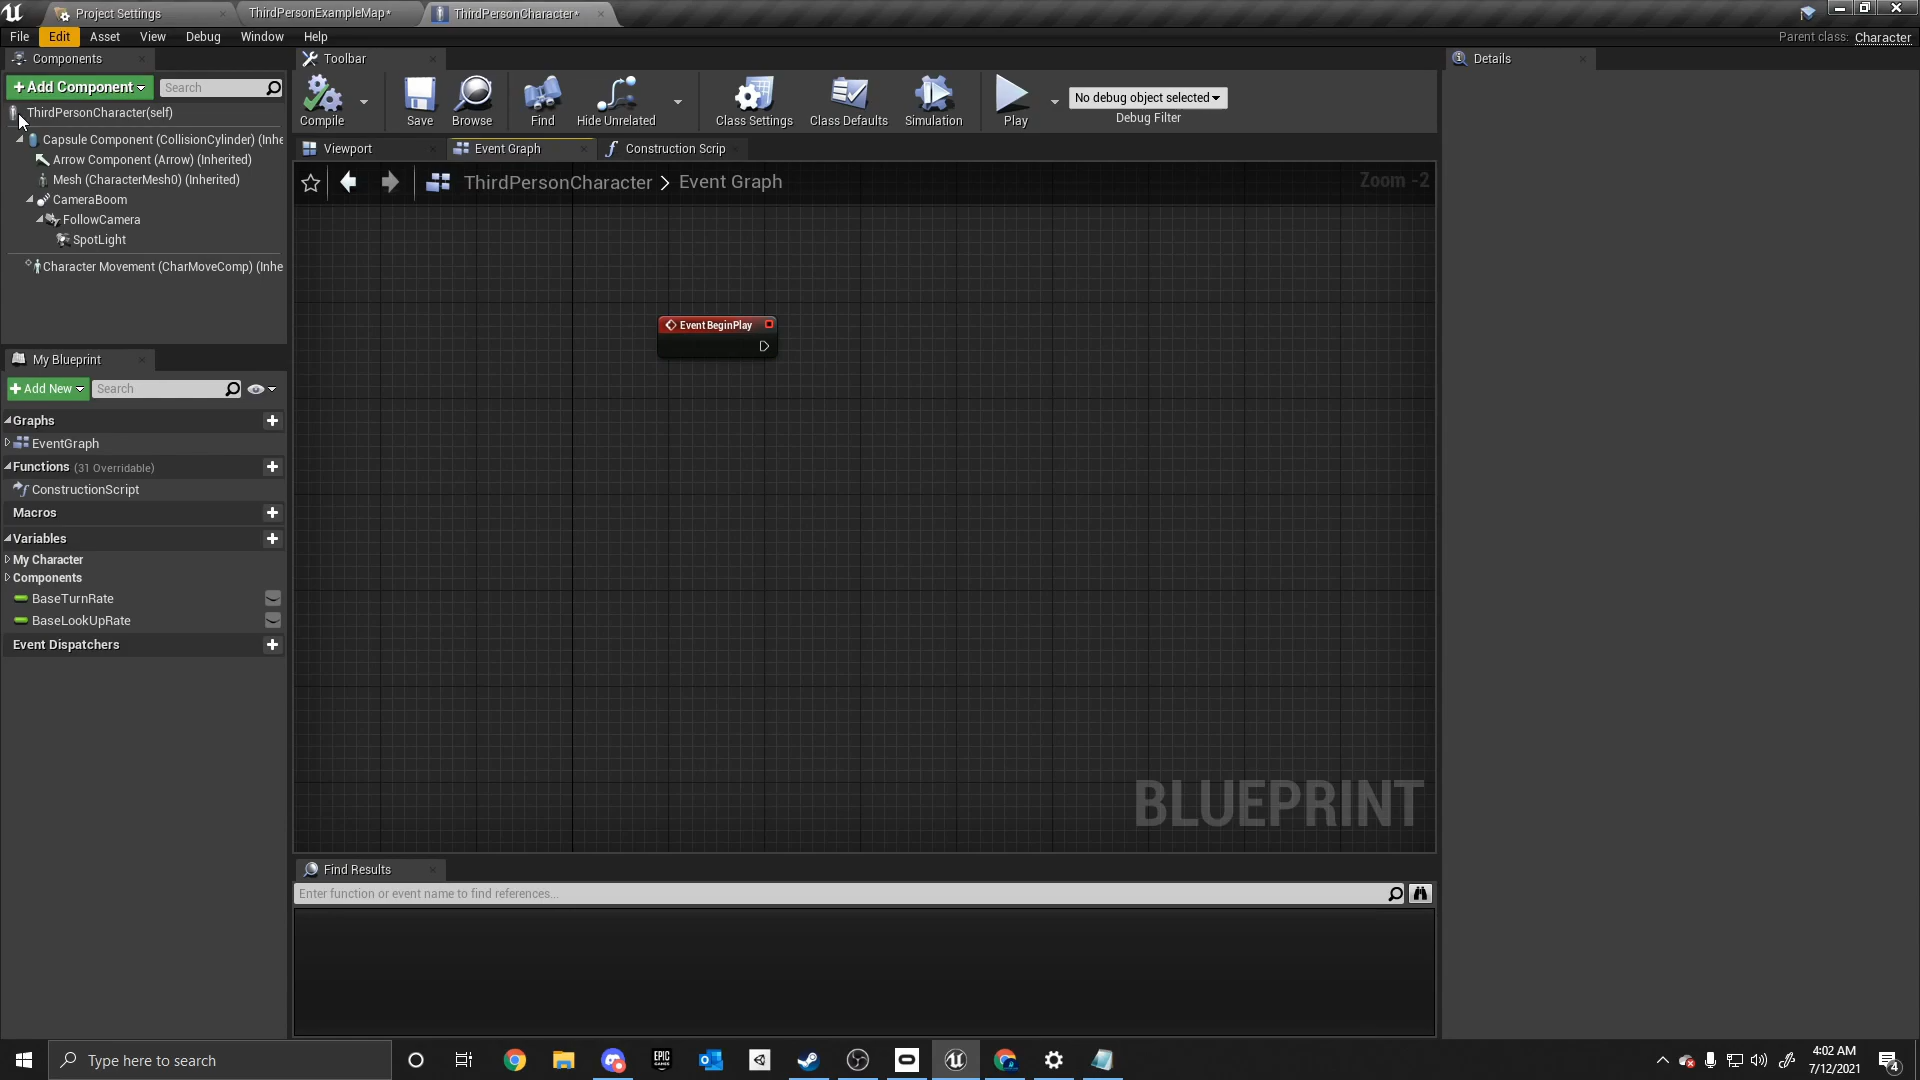 Project Settings
ThirdPersonExampleMap*
ThirdPersonCharacter*
File
Edit
Asset
View
Debug
Window
Help
Parent class: Character
Components
Toolbar
Details
+Add Component
Search
Compile
Save
Browse
Find
Hide Unrelated
Class Settings
Class Defaults
Simulation
Play
No debug object selected
Debug Filter
ThirdPersonCharacter(self)
Capsule Component (CollisionCylinder) (Inhe
Arrow Component (Arrow) (Inherited)
Mesh (CharacterMesh0) (Inherited)
CameraBoom
FollowCamera
SpotLight
Character Movement (CharMoveComp) (Inhe
Viewport
Event Graph
Construction Scrip
ThirdPersonCharacter > Event Graph
Zoom -2
Event BeginPlay
BLUEPRINT
My Blueprint
+Add New
Search
Graphs
EventGraph
Functions (31 Overridable)
ConstructionScript
Macros
Variables
My Character
Components
BaseTurnRate
BaseLookUpRate
Event Dispatchers
Find Results
Enter function or event name to find references...
Type here to search
EPIC
GAMES
4:02 AM
7/12/2021
4